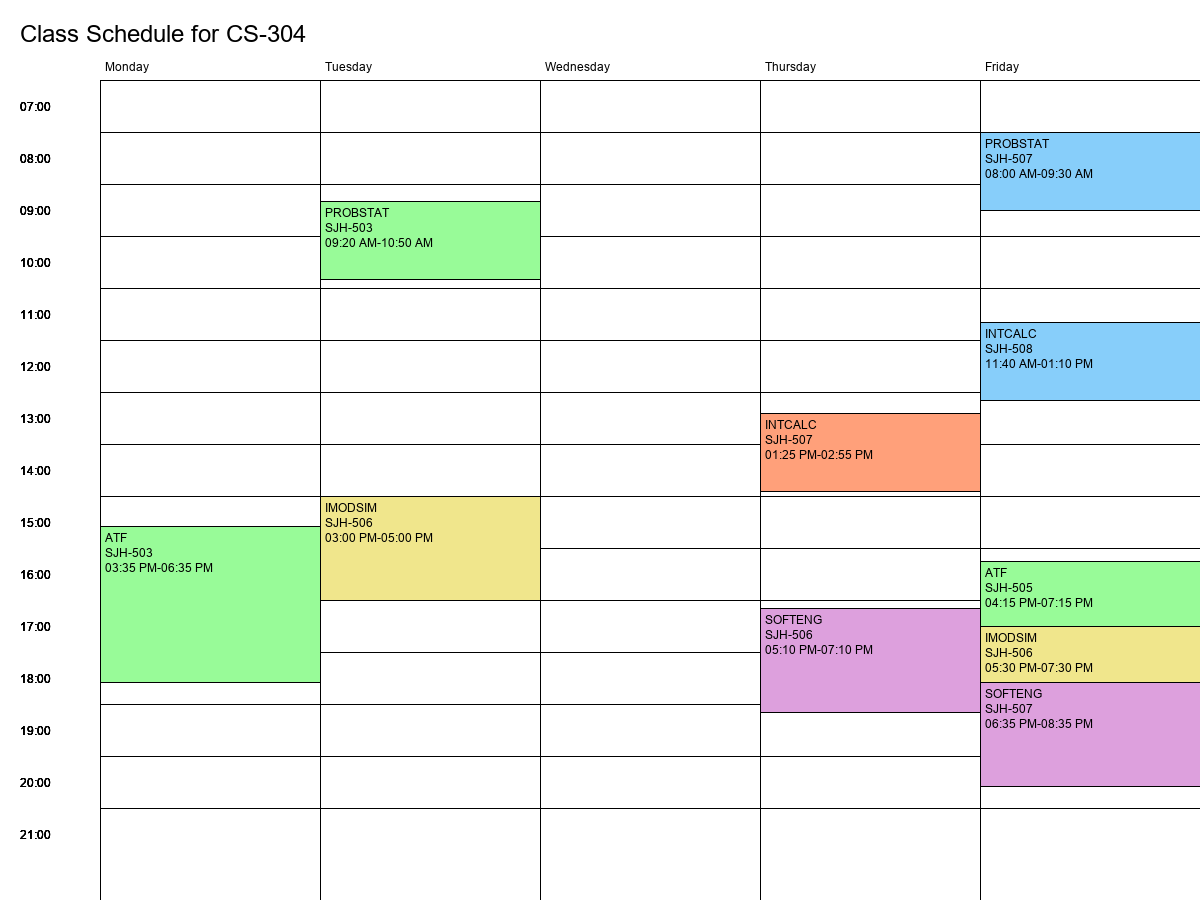 Class Schedule for CS-304
Monday
Tuesday
Wednesday
Thursday
Friday
07:00
08:00
09:00
10:00
11:00
12:00
13:00
14:00
15:00
16:00
17:00
18:00
19:00
20:00
21:00
ATF
SJH-503
03:35 PM-06:35 PM
PROBSTAT
SJH-503
09:20 AM-10:50 AM
IMODSIM
SJH-506
03:00 PM-05:00 PM
INTCALC
SJH-507
01:25 PM-02:55 PM
SOFTENG
SJH-506
05:10 PM-07:10 PM
PROBSTAT
SJH-507
08:00 AM-09:30 AM
INTCALC
SJH-508
11:40 AM-01:10 PM
ATF
SJH-505
04:15 PM-07:15 PM
IMODSIM
SJH-506
05:30 PM-07:30 PM
SOFTENG
SJH-507
06:35 PM-08:35 PM